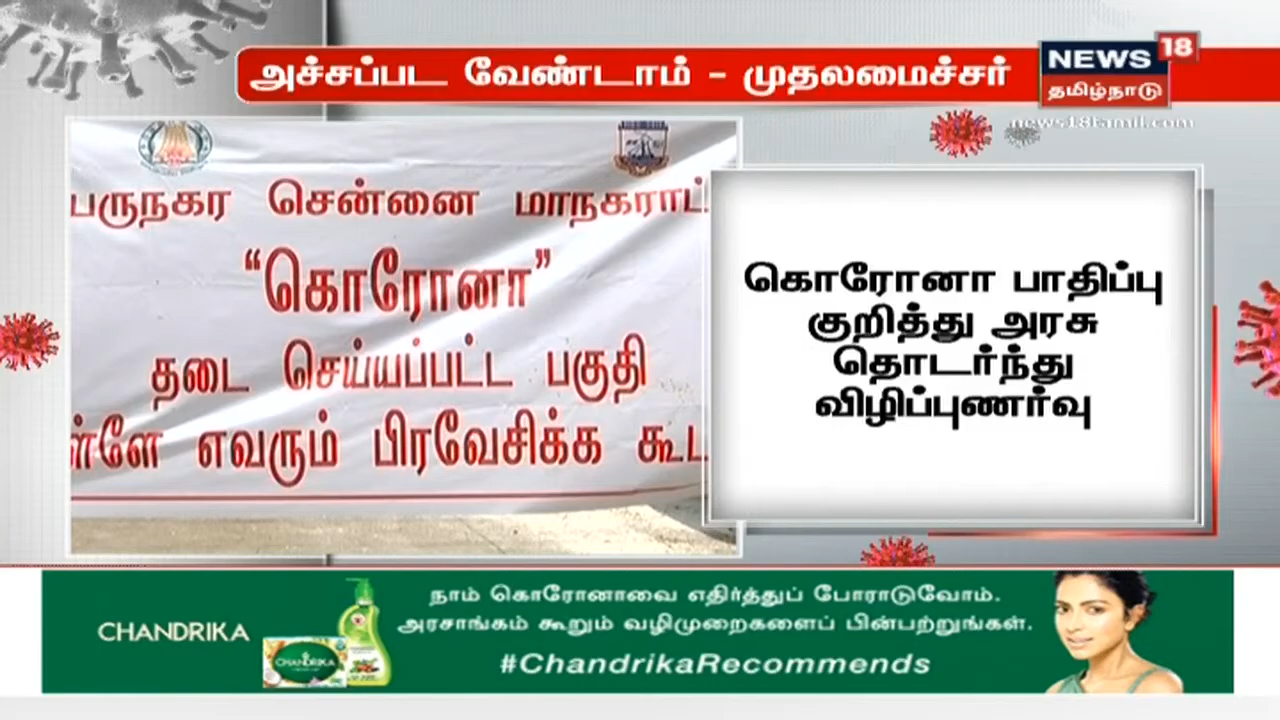 அச்சப்பட வேண்டாம் - முதலமைச்சர்
NEWS 18
தமிழ்நாடு
news18tamil.com
பருநகர சென்னை மாநகராட்
“கொரோனா”
தடை செய்யப்பட்ட பகுதி
ள்ளே எவரும் பிரவேசிக்க கூட
கொரோனா பாதிப்பு
குறித்து அரசு
தொடர்ந்து
விழிப்புணர்வு
நாம் கொரோனாவை எதிர்த்துப் போராடுவோம்.
அரசாங்கம் கூறும் வழிமுறைகளைப் பின்பற்றுங்கள்.
CHANDRIKA
CHANDRIKA
#ChandrikaRecommends